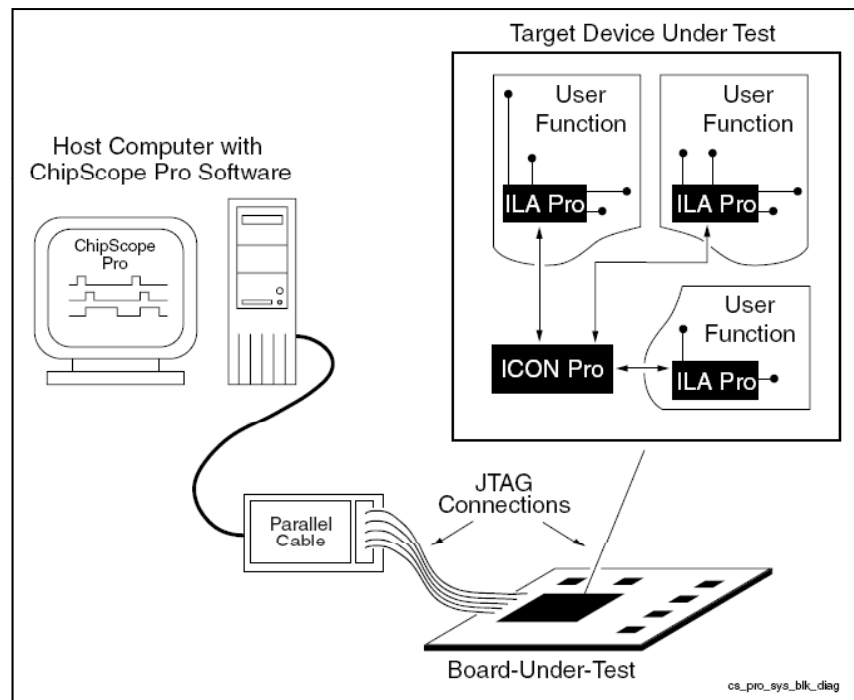 Target Device Under Test
User
Function
ILA Pro
User
Function
ILA Pro
Host Computer with
ChipScope Pro Software
ChipScope
Pro
User
Function
ILA Pro
ICON Pro
JTAG
Connections
Parallel
Cable
Board-Under-Test
cs_pro_sys_blk_diag